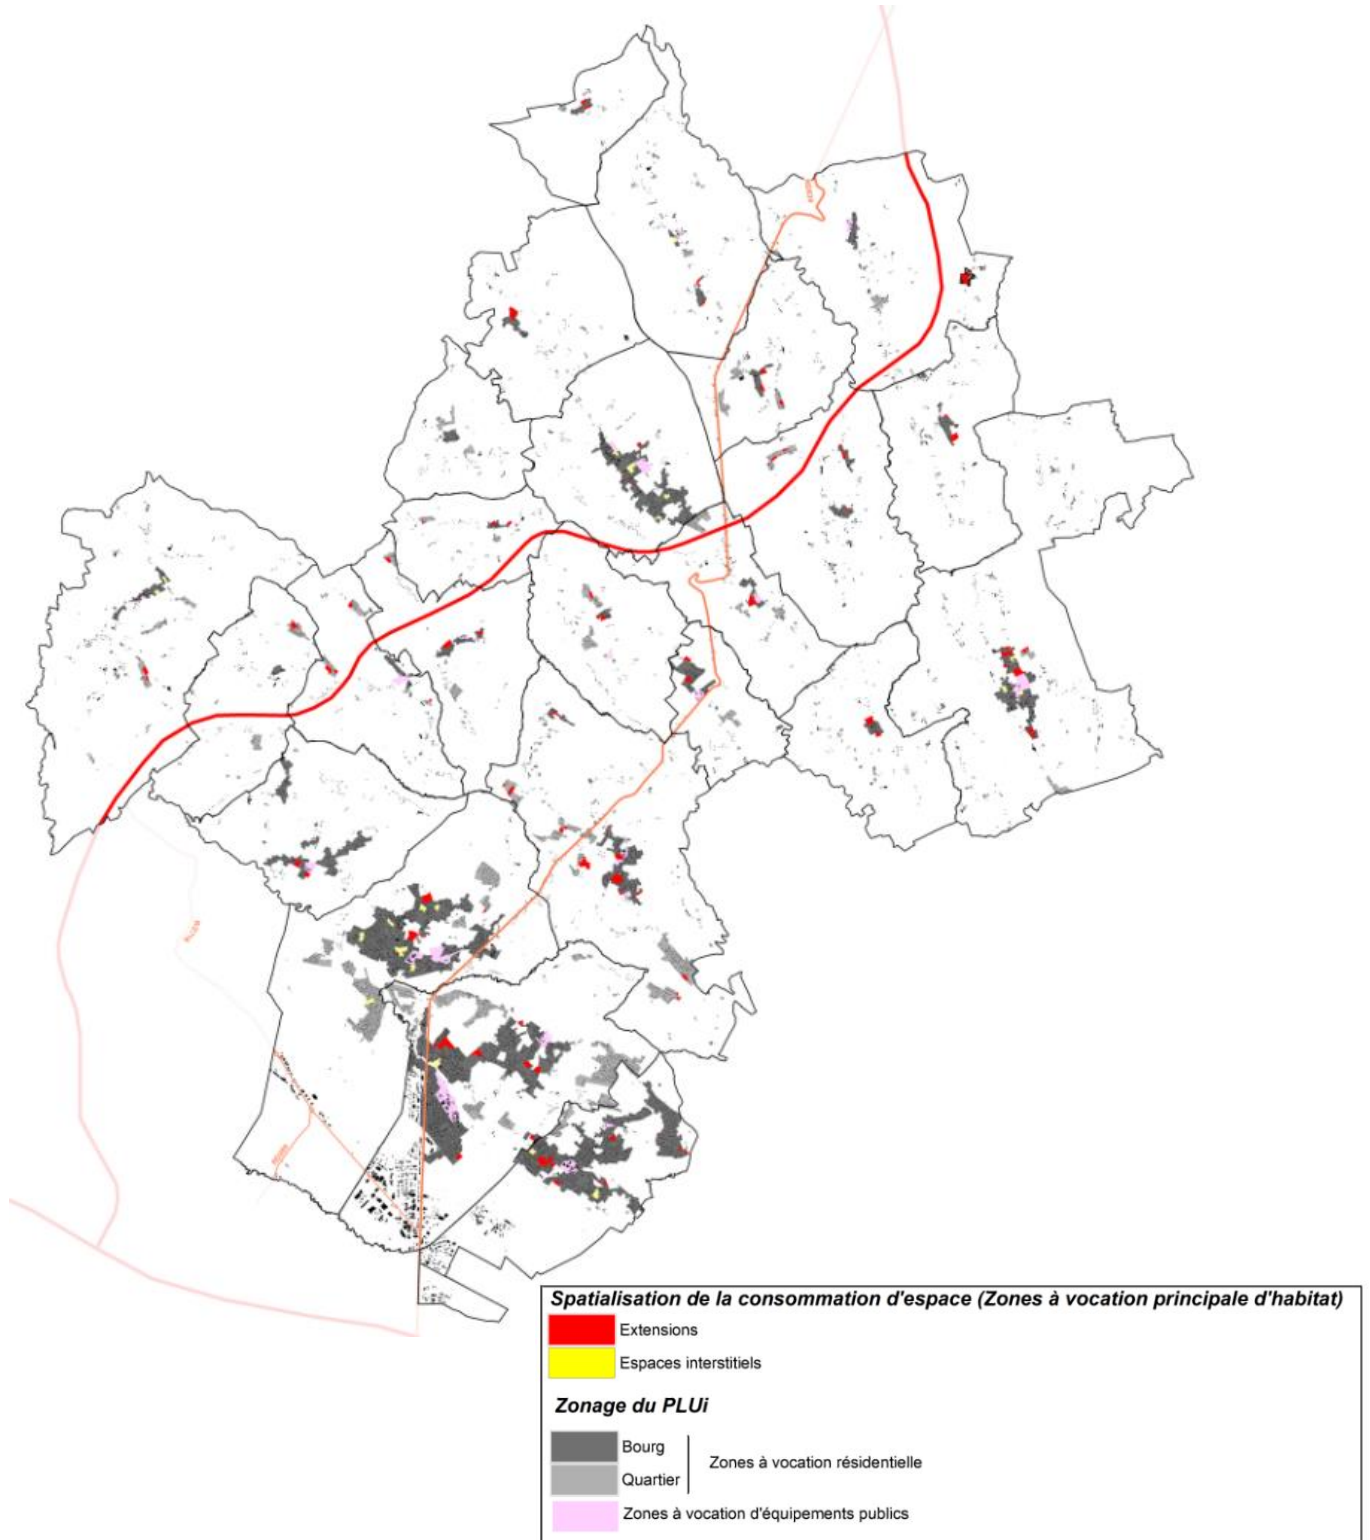 Spatialisation de la consommation d'espace (Zones à vocation principale d'habitat)
Extensions
Espaces interstitiels
Zonage du PLUi
Bourg
Zones à vocation résidentielle
Quartier
Zones à vocation d'équipements publics